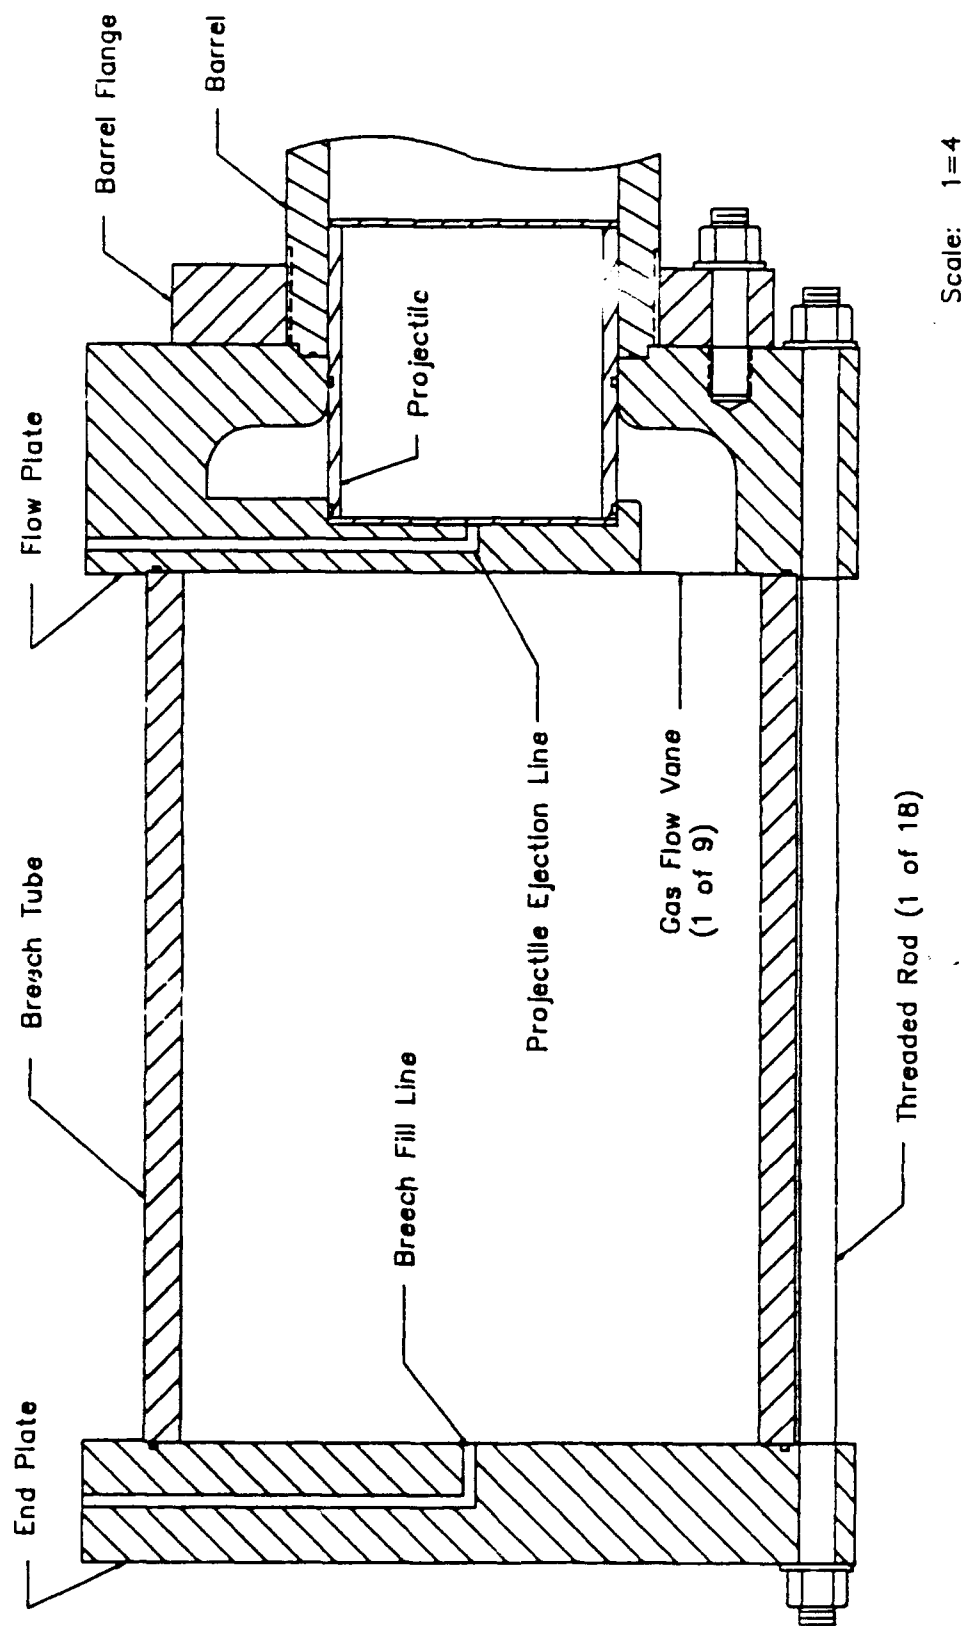 End Plate
Breech Tube
Flow Plate
Barrel Flange
Barrel
Projectile
Breech Fill Line
Projectile Ejection Line
Gas Flow Vane
(1 of 9)
Threaded Rod (1 of 18)
Scale: 1=4